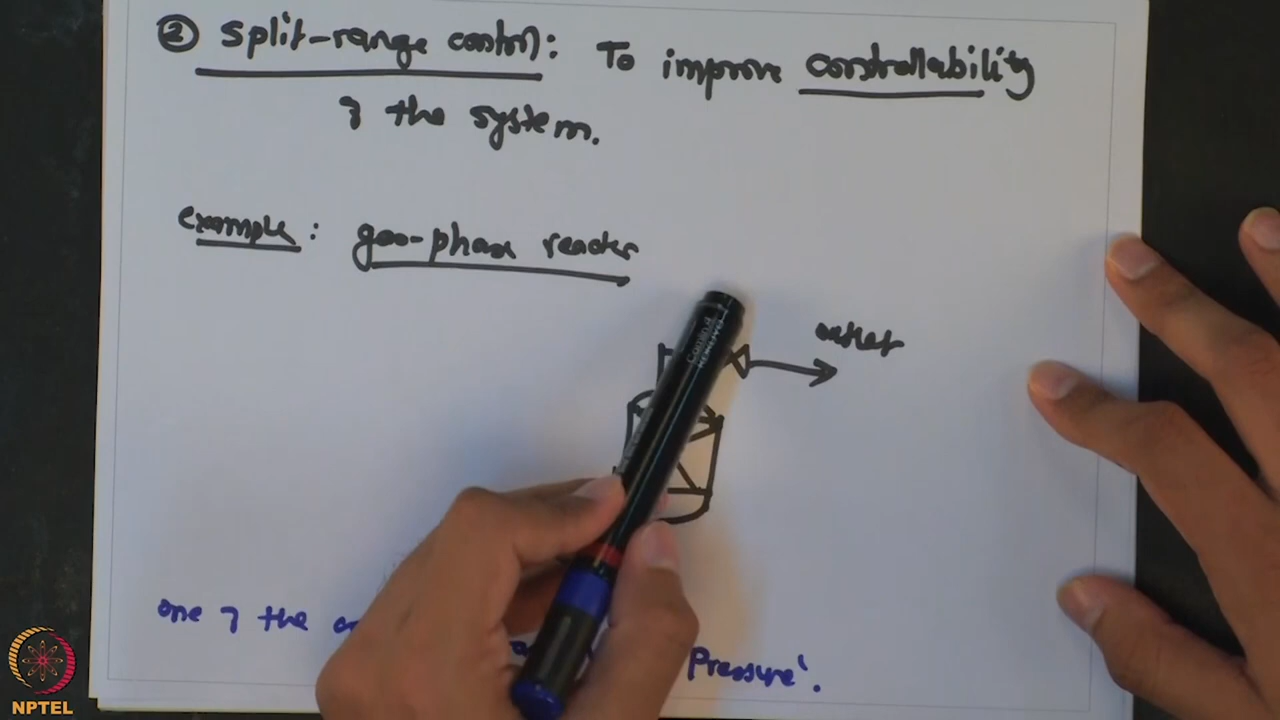 ② Split-range control: To improve controllability
of the system.
example: gas-phase reactor
outlet
one of the
Pressure'.
NPTEL